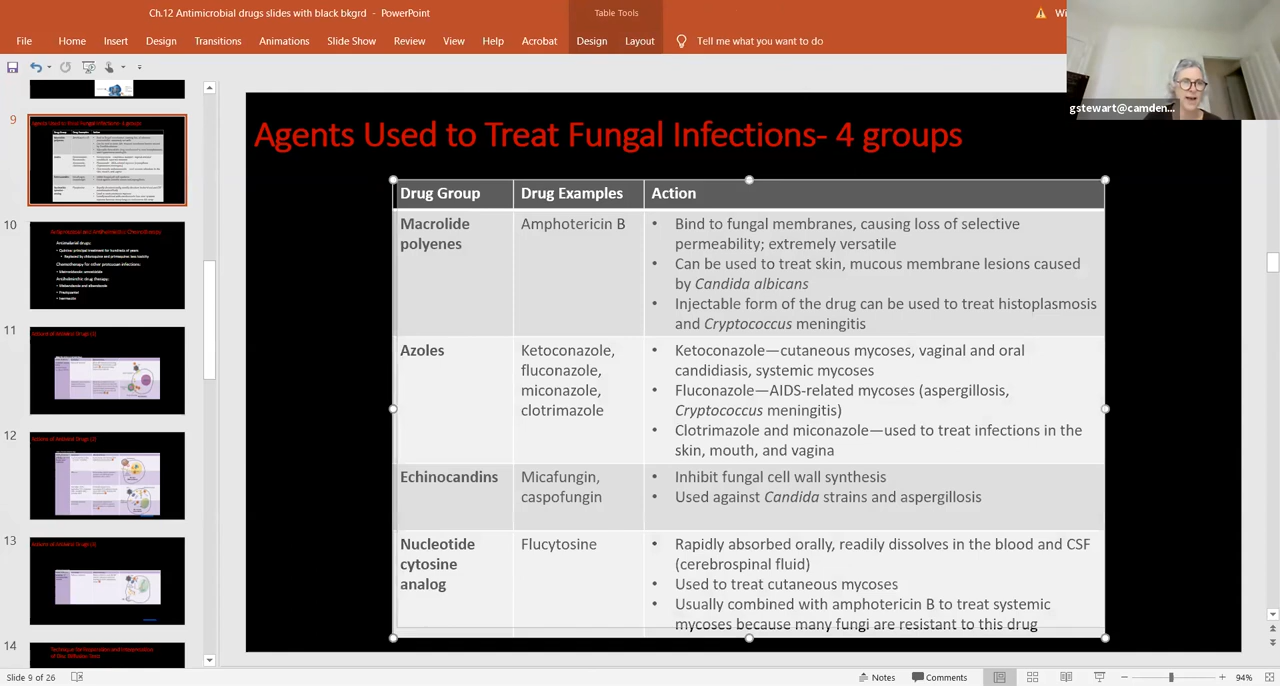 Ch.12 Antimicrobial drugs slides with black bkgrd - PowerPoint
Table Tools
File Home Insert Design Transitions Animations Slide Show Review View Help Acrobat Design Layout Tell me what you want to do
gstewart@camden...
9
10
Antimalarial drugs:
11
12
13
14
Agents Used to Treat Fungal Infections- 4 groups
Drug Group Drug Examples Action
Macrolide polyenes
Amphotericin B
• Bind to fungal membranes, causing loss of selective
permeability, extremely versatile
• Can be used to treat skin, mucous membrane lesions caused
by Candida albicans
• Injectable form of the drug can be used to treat histoplasmosis
and Cryptococcus meningitis
Azoles
Ketoconazole,
fluconazole,
miconazole,
clotrimazole
• Ketoconazole—cutaneous mycoses, vaginal and oral
candidiasis, systemic mycoses
• Fluconazole—AIDS-related mycoses (aspergillosis,
Cryptococcus meningitis)
• Clotrimazole and miconazole—used to treat infections in the
skin, mouth, and vagina
Echinocandins
Micafungin,
caspofungin
• Inhibit fungal cell wall synthesis
• Used against Candida strains and aspergillosis
Nucleotide
cytosine
analog
Flucytosine
• Rapidly absorbed orally, readily dissolves in the blood and CSF
(cerebrospinal fluid)
• Used to treat cutaneous mycoses
• Usually combined with amphotericin B to treat systemic
mycoses because many fungi are resistant to this drug
Slide 9 of 26
Notes Comments 94%